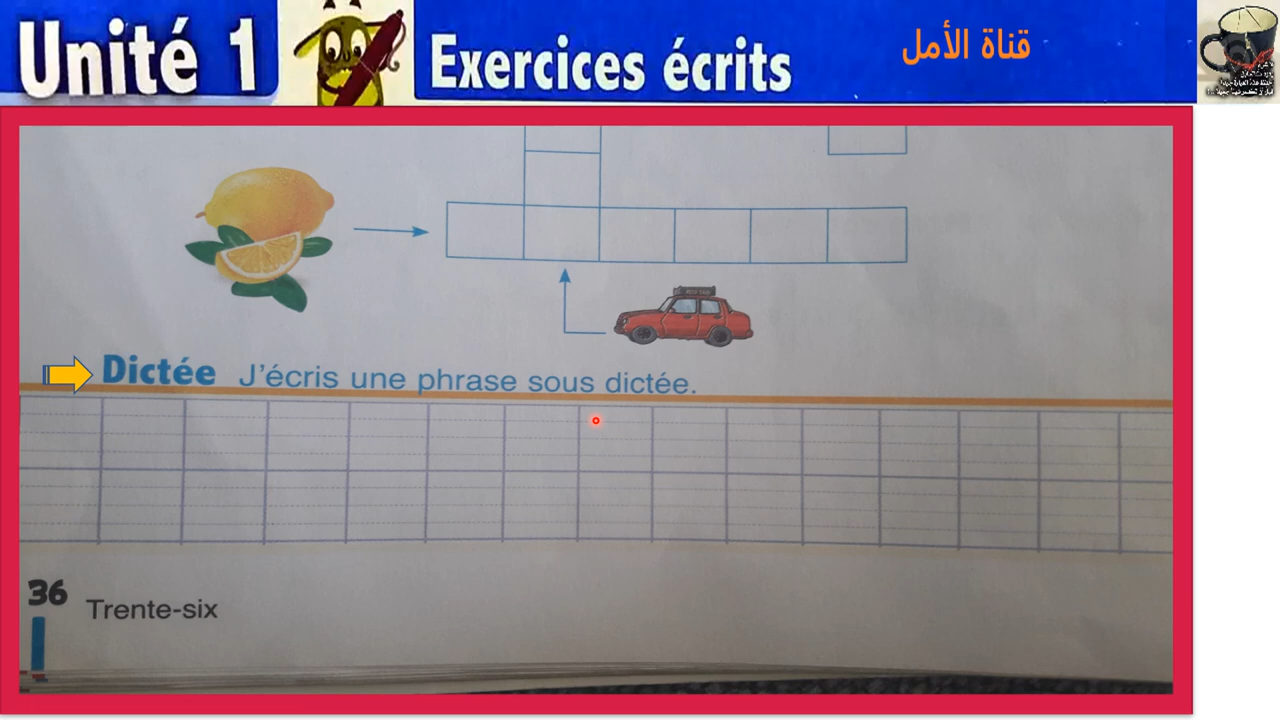 Unité 1
Exercices écrits
قناة الأمل
Dictée J'écris une phrase sous dictée.
36
Trente-six